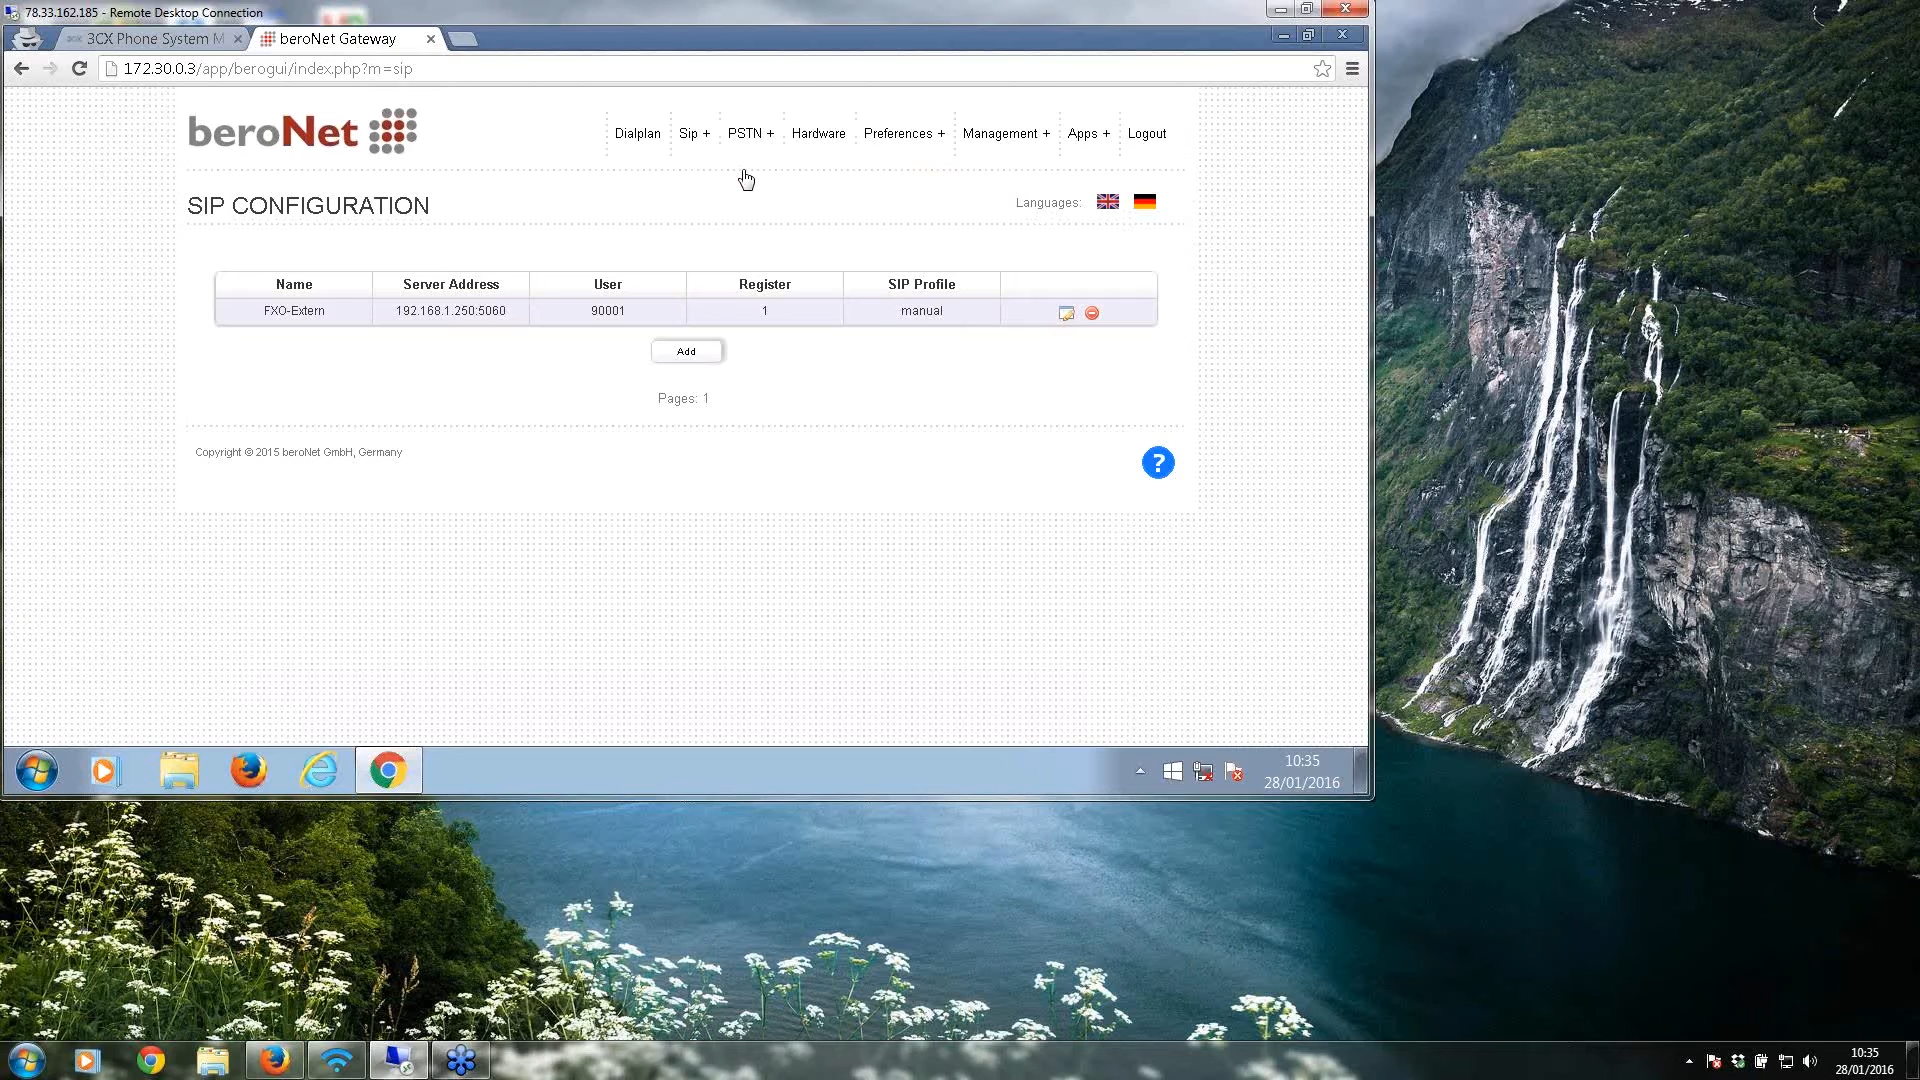 78.33.162.185 - Remote Desktop Connection
3CX Phone System M
beroNet Gateway
172.30.0.3/app/berogui/index.php?m=sip
beroNet
Dialplan
Sip +
PSTN +
Hardware
Preferences +
Management +
Apps +
Logout
SIP CONFIGURATION
Languages:
Name Server Address User Register SIP Profile
FXO-Extern 192.168.1.250:5060 90001 1 manual
Add
Pages: 1
Copyright © 2015 beroNet GmbH, Germany
?
10:35
28/01/2016
10:35
28/01/2016